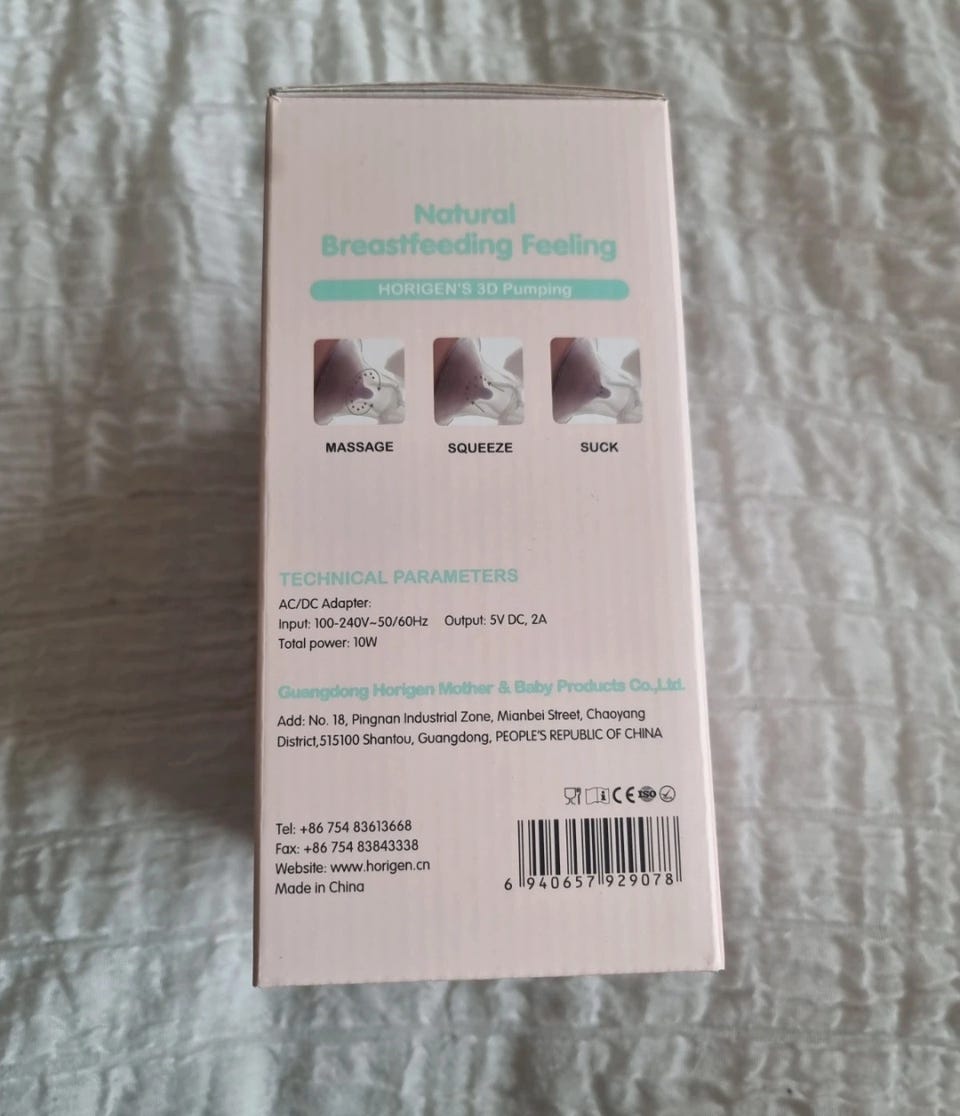 Natural
Breastfeeding Feeling
HORIGEN'S 3D Pumping
MASSAGE SQUEEZE SUCK
TECHNICAL PARAMETERS
AC/DC Adapter:
Input: 100-240V~50/60Hz Output: 5V DC, 2A
Total power: 10W
Guangdong Horigen Mother & Baby Products Co.,Ltd.
Add: No. 18, Pingnan Industrial Zone, Mianbei Street, Chaoyang
District,515100 Shantou, Guangdong, PEOPLE'S REPUBLIC OF CHINA
CE ISO
Tel: +86 754 83613668
Fax: +86 754 83843338
Website: www.horigen.cn
Made in China
6 940657 929078